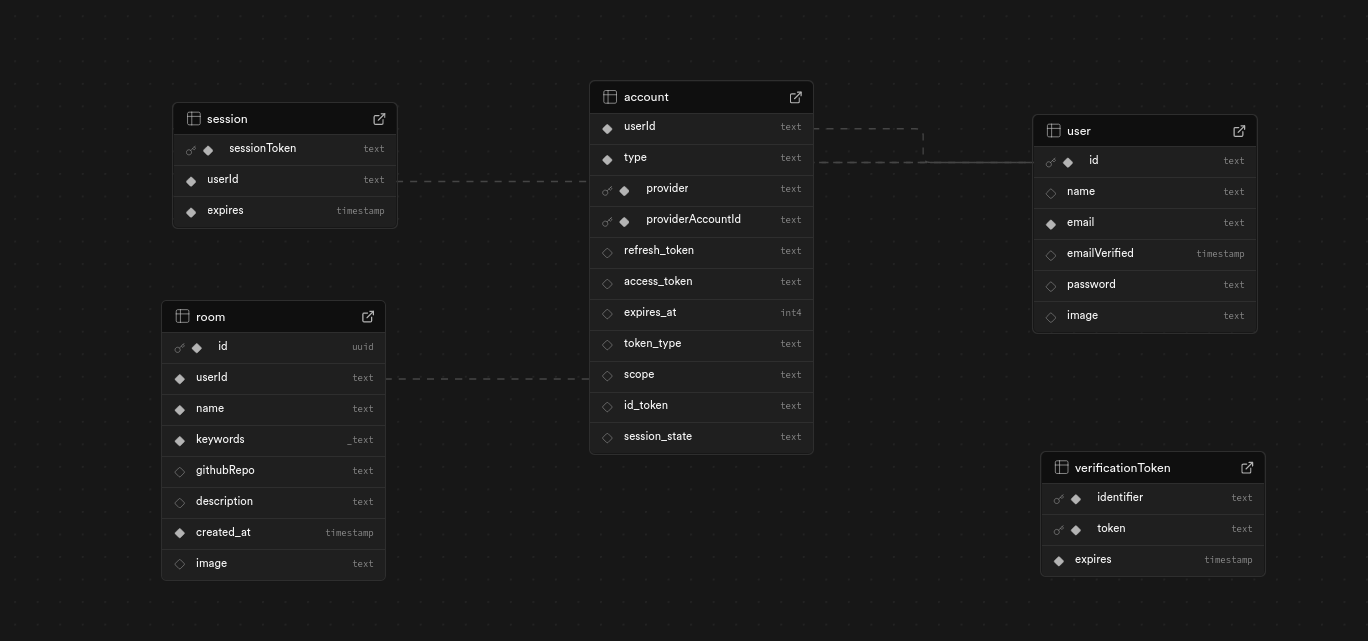 session
sessionToken text
userId text
expires timestamp
room
id uuid
userId text
name text
keywords _text
githubRepo text
description text
created_at timestamp
image text
account
userId text
type text
provider text
providerAccountId text
refresh_token text
access_token text
expires_at int4
token_type text
scope text
id_token text
session_state text
user
id text
name text
email text
emailVerified timestamp
password text
image text
verificationToken
identifier text
token text
expires timestamp